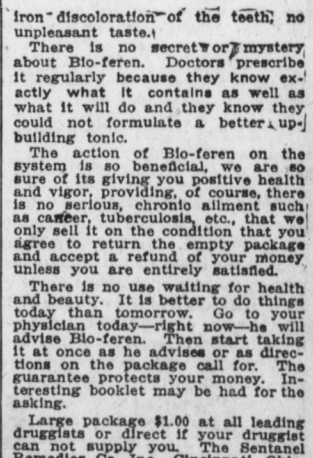 iron discoloration of the teeth, no
unpleasant taste.
There is no secret or mystery
about Bio-feren. Doctors prescribe
it regularly because they know ex-
actly what it contains as well as
what it will do and they know they
could not formulate a better up-
building tonic.
The action of Bio-feren on the
system is so beneficial, we are so
sure of its giving you positive health
and vigor, providing, of course, there
is no serious, chronic ailment such
as cancer, tuberculosis, etc., that we
only sell it on the condition that you
agree to return the empty package
and accept a refund of your money
unless you are entirely satisfied.
There is no use waiting for health
and beauty. It is better to do things
today than tomorrow. Go to your
physician today—right now—he will
advise Bio-feren. Then start taking
it at once as he advises or as direc-
tions on the package call for. The
guarantee protects your money. In-
teresting booklet may be had for the
asking.
Large package $1.00 at all leading
druggists or direct if your druggist
can not supply you. The Sentanel
Remedies Co., Inc., Cincinnati, Ohio